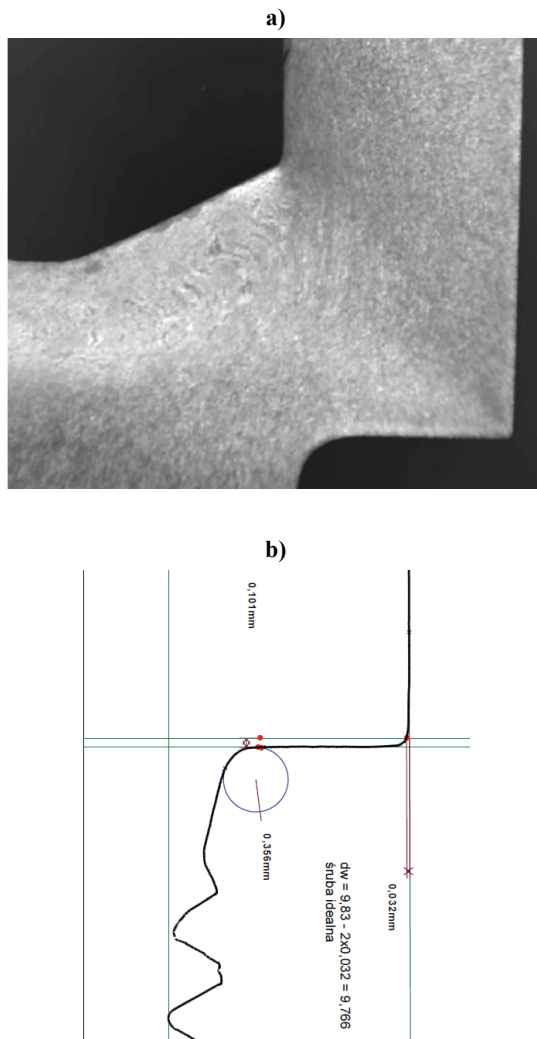 a)
b)
0,101mm
0,356mm
0,032mm
dw = 9,83 - 2x0,032 = 9,766
śruba idealna